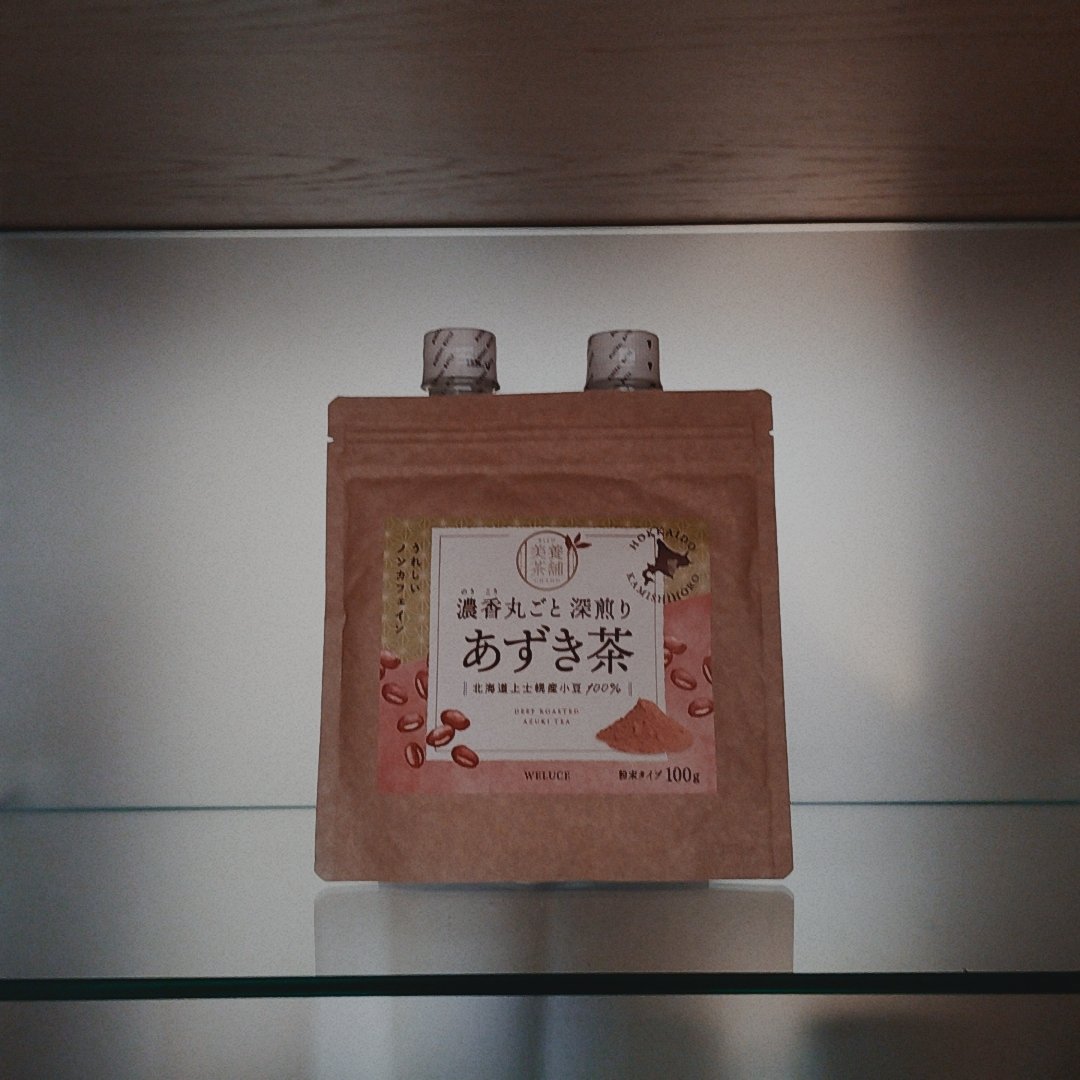 うれしい
ノンカフェイン
美養
茶舗
HOKKAIDO
KAMISHIHORO
のう こう
濃香丸ごと 深煎り
あずき茶
北海道上士幌産小豆100%
DEEP ROASTED
AZUKI TEA
WELUCE
粉末タイプ 100g